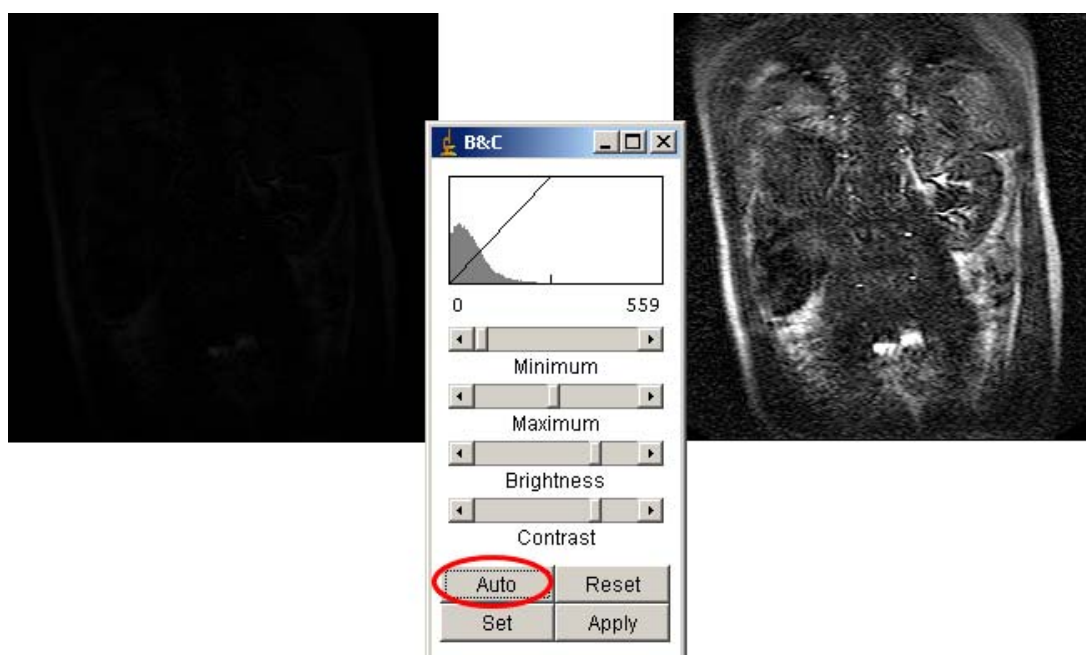 B&C
0 559
Minimum
Maximum
Brightness
Contrast
Auto Reset
Set Apply